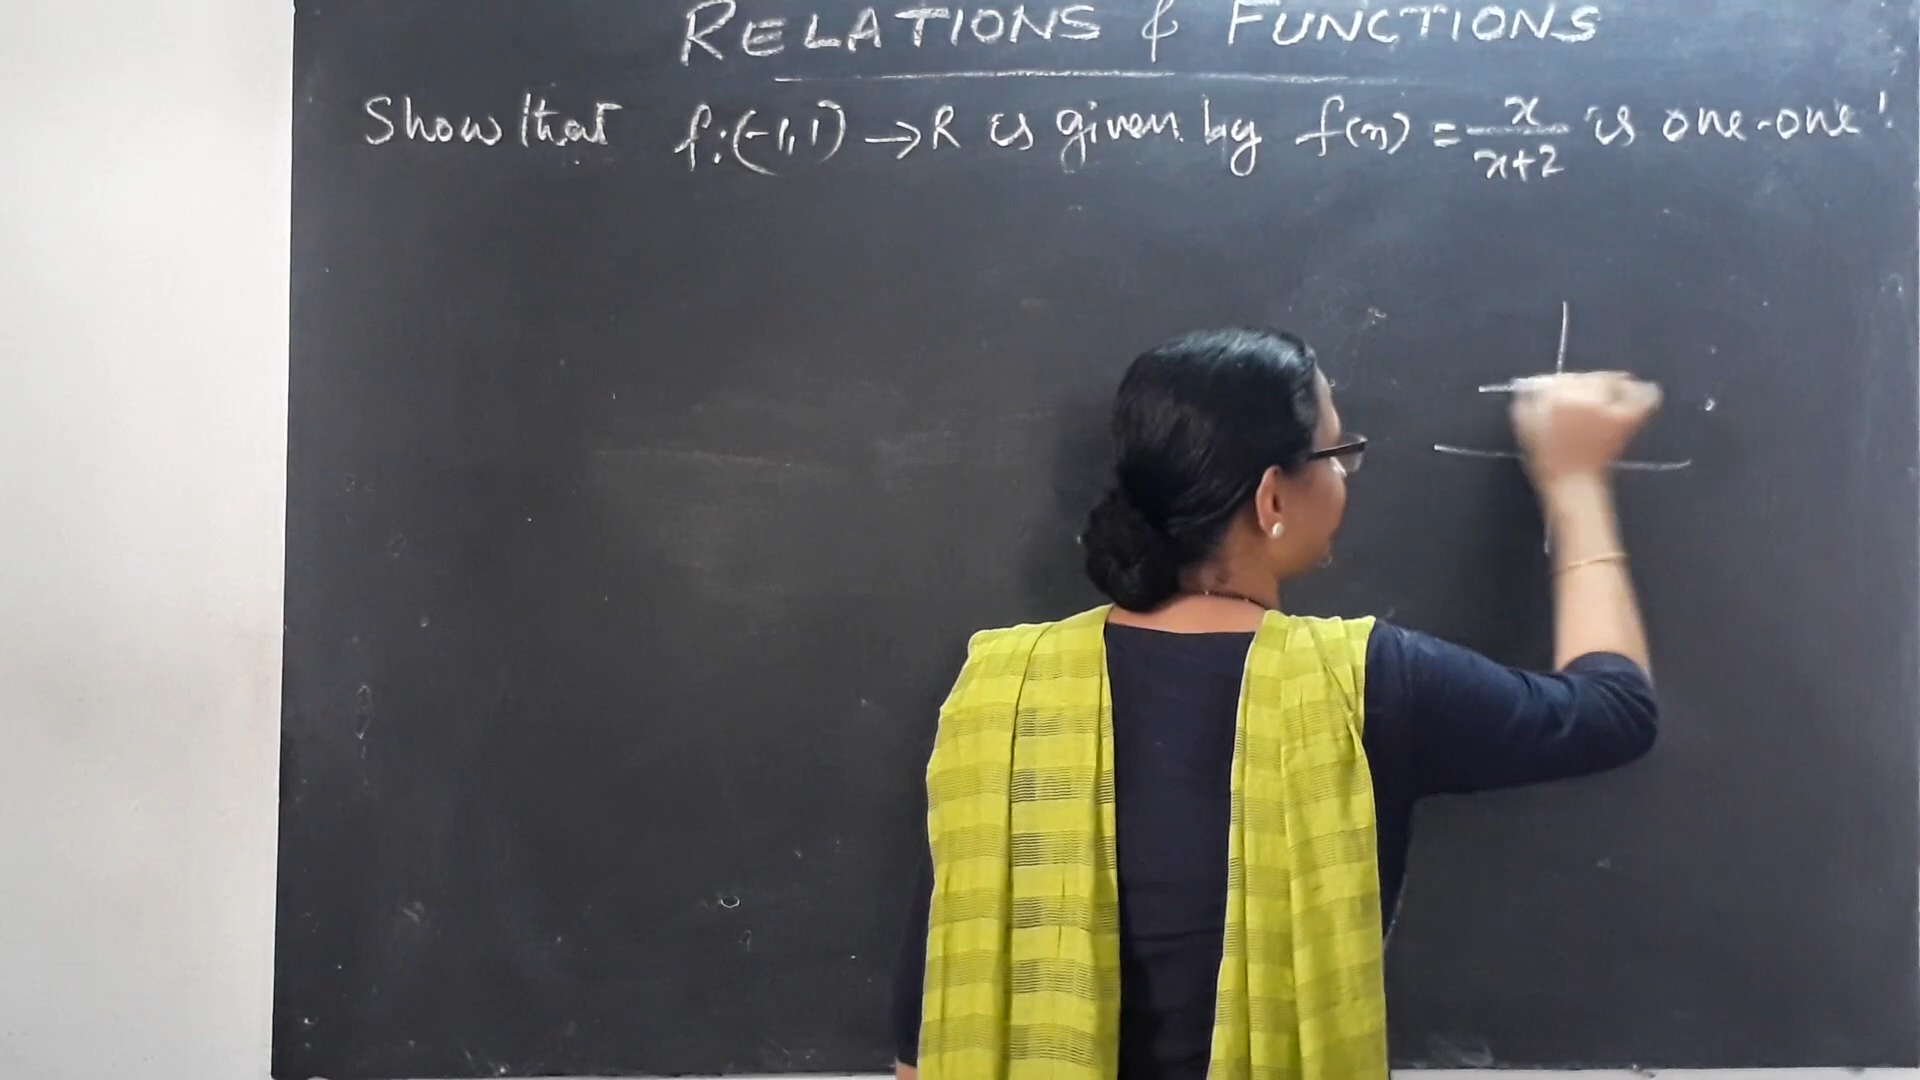 RELATIONS & FUNCTIONS
Show that f:(-1,1) → R is given by f(x) = x/x+2 is one-one!